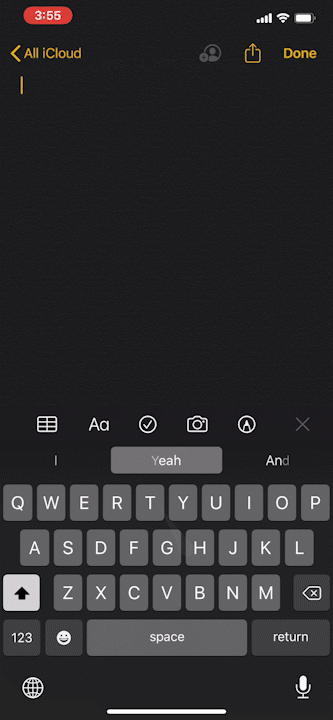 3:55
All iCloud
Done
Aa
I
Yeah
And
Q W E R T Y U I O P
A S D F G H J K L
Z X C V B N M
123
space
return